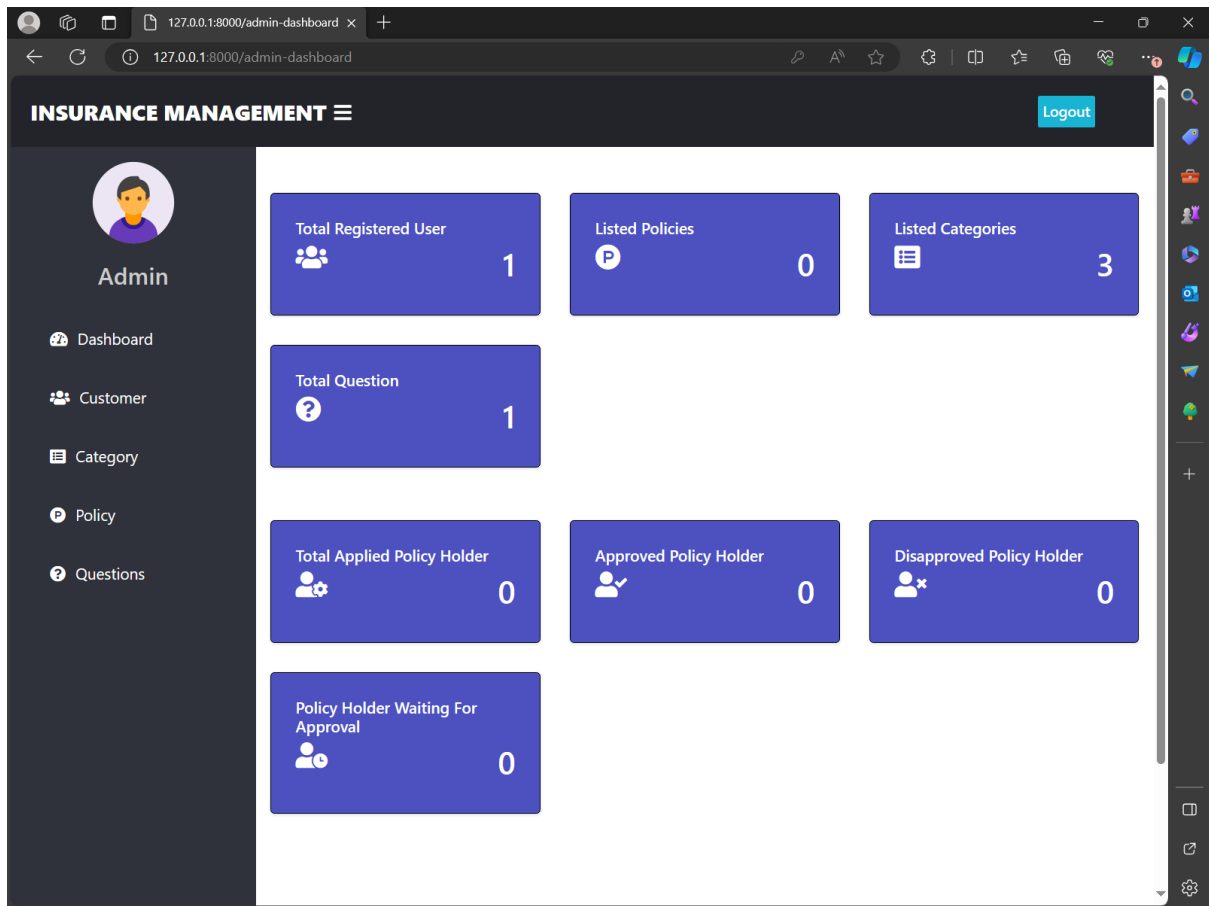 127.0.0.1:8000/admin-dashboard
127.0.0.1:8000/admin-dashboard
INSURANCE MANAGEMENT
Logout
Admin
Dashboard
Customer
Category
Policy
Questions
Total Registered User
1
Listed Policies
P
0
Listed Categories
3
Total Question
?
1
Total Applied Policy Holder
0
Approved Policy Holder
0
Disapproved Policy Holder
0
Policy Holder Waiting For
Approval
0